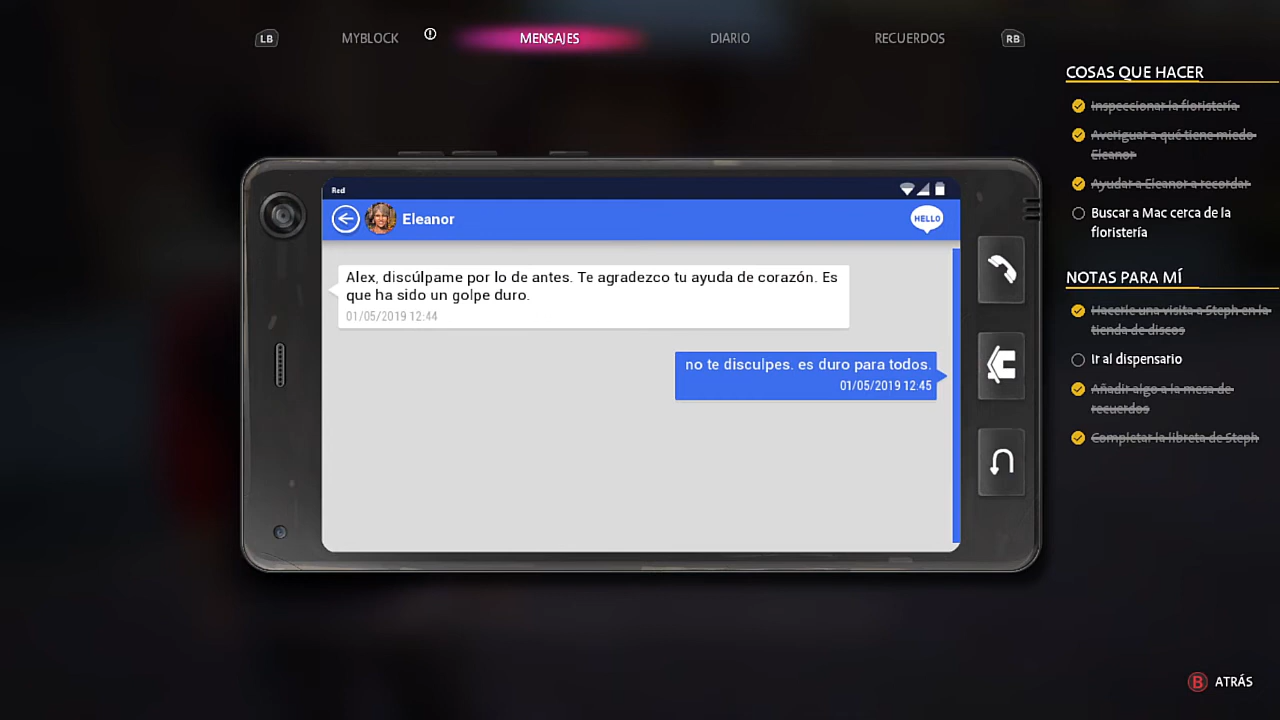 LB
MYBLOCK
MENSAJES
DIARIO
RECUERDOS
RB
Red
Eleanor
HELLO
Alex, discúlpame por lo de antes. Te agradezco tu ayuda de corazón. Es
que ha sido un golpe duro.
01/05/2019 12:44
no te disculpes. es duro para todos.
01/05/2019 12:45
COSAS QUE HACER
Inspeccionar la floristería
Averiguar a qué tiene miedo
Eleanor
Ayudar a Eleanor a recordar
Buscar a Mac cerca de la
floristería
NOTAS PARA MÍ
Hacerle una visita a Steph en la
tienda de discos
Ir al dispensario
Añadir algo a la mesa de
recuerdos
Completar la libreta de Steph
B ATRÁS